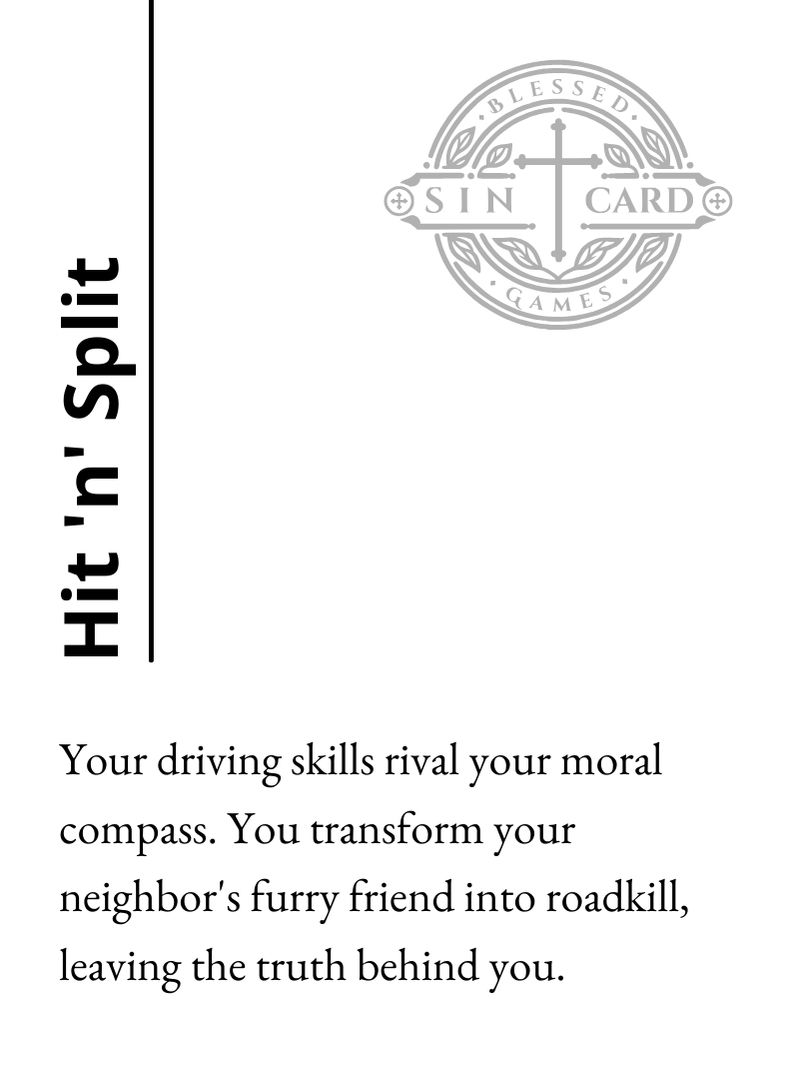 BLESSED
SIN CARD
GAMES
Hit 'n' Split
Your driving skills rival your moral
compass. You transform your
neighbor's furry friend into roadkill,
leaving the truth behind you.